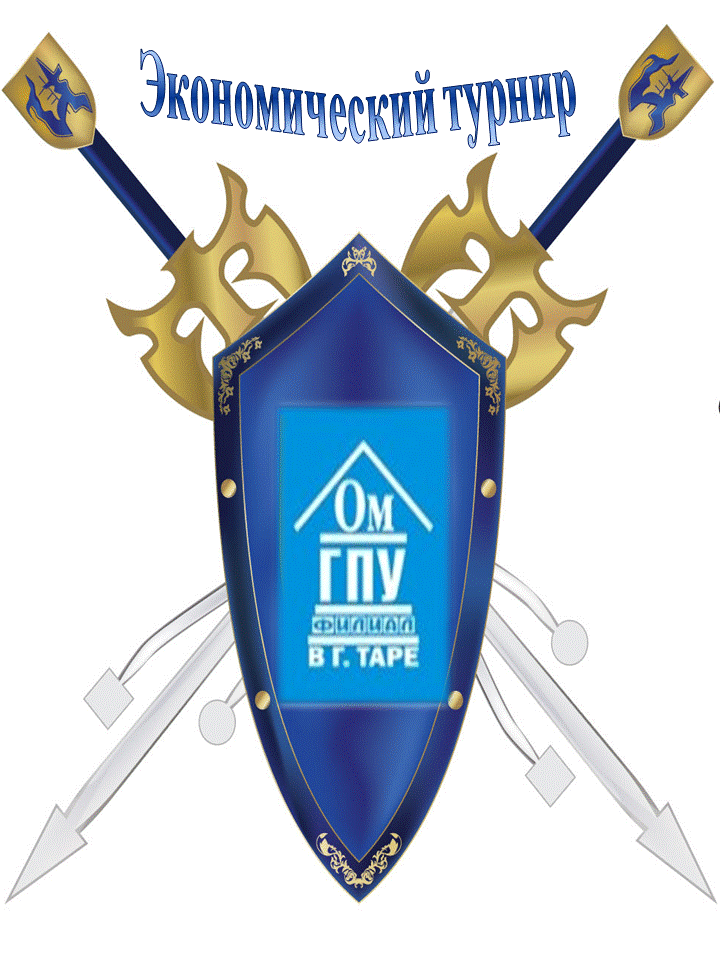 Экономический турнир
Ом
ГПУ
ФИЛИАЛ
В Г. ТАРЕ